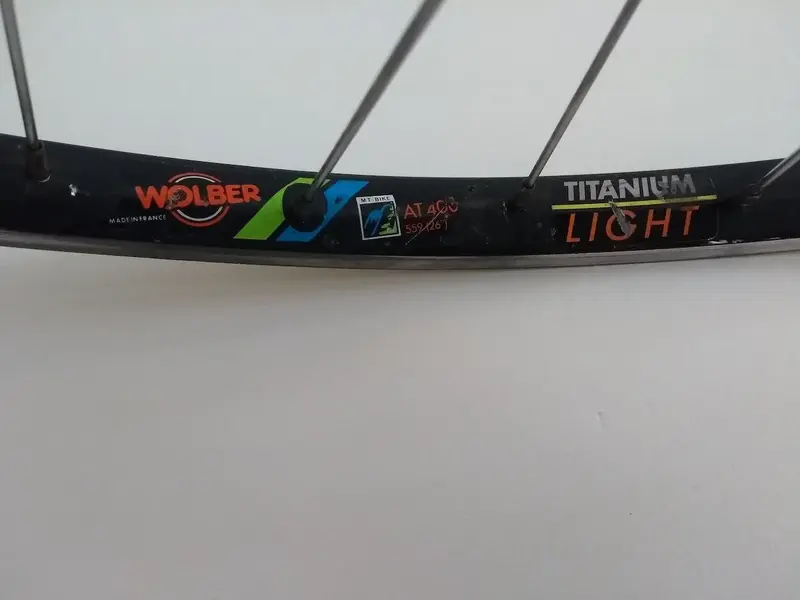 WOLBER
MADE IN FRANCE
MT-BIKE
AT 400
559 (26")
TITANIUM
LIGHT